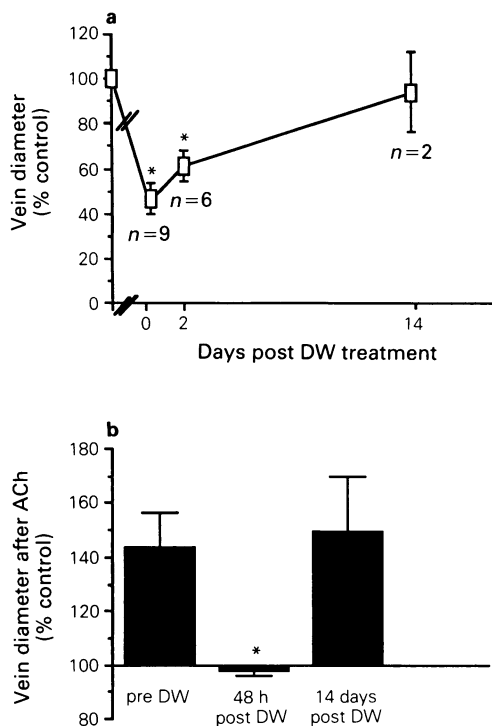 a
Vein diameter
(% control)
120
100
80
60
40
20
0
*
*
n=9
n=6
n=2
0
2
14
Days post DW treatment
b
Vein diameter after ACh
(% control)
180
160
140
120
100
80
*
pre DW
48 h
post DW
14 days
post DW